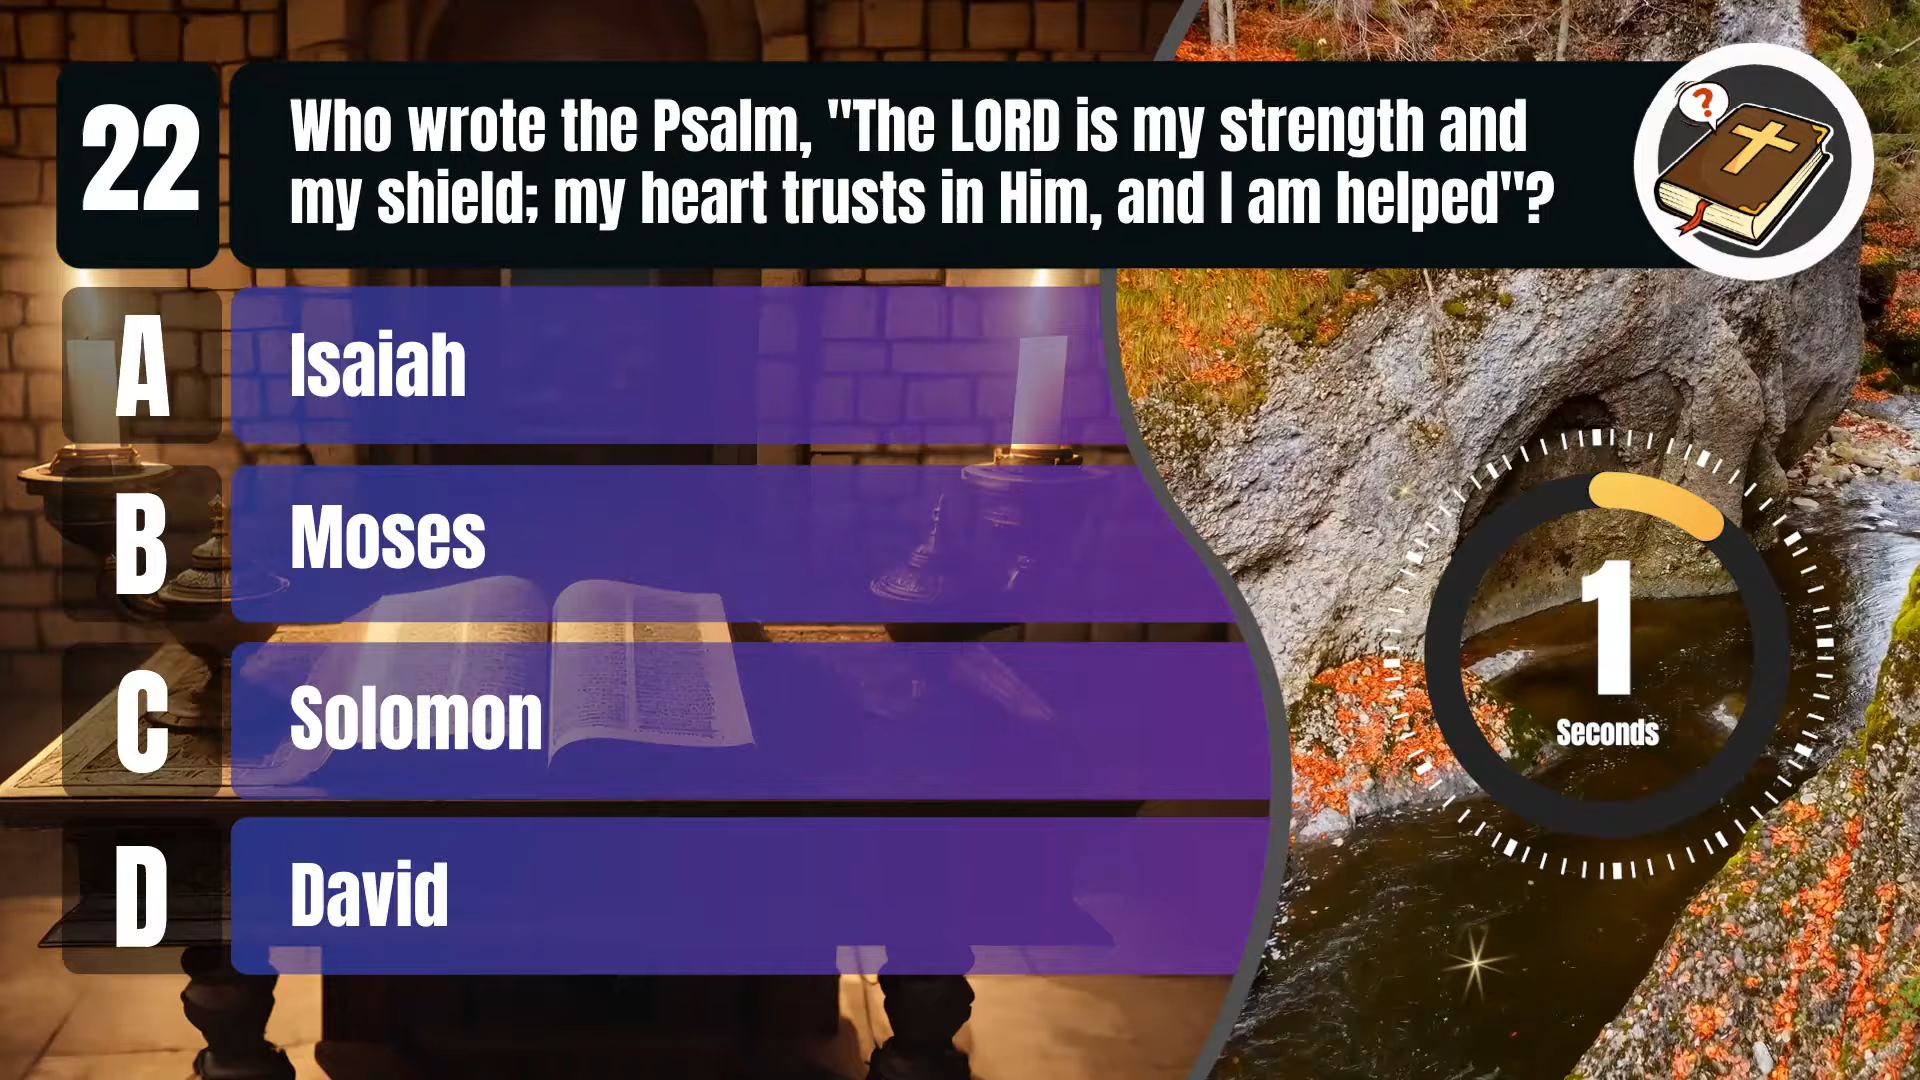 22
Who wrote the Psalm, "The LORD is my strength and
my shield; my heart trusts in Him, and I am helped"?
?
A
Isaiah
B
Moses
C
Solomon
D
David
1
Seconds